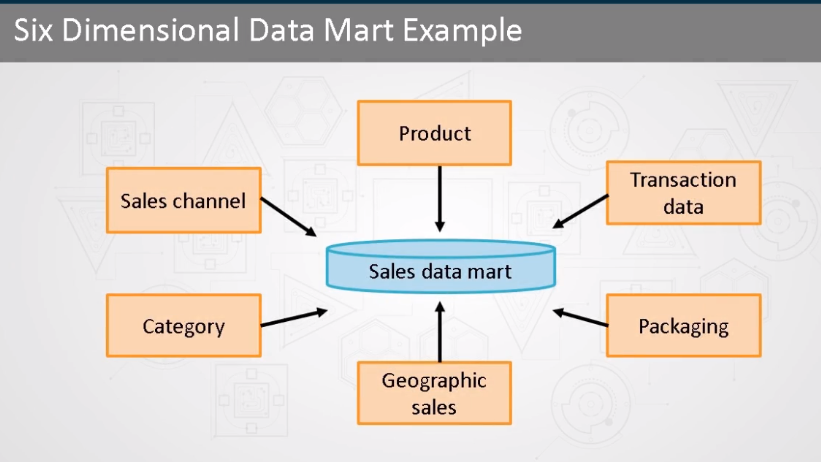 Six Dimensional Data Mart Example
Product
Sales channel
Transaction
data
Sales data mart
Category
Packaging
Geographic
sales